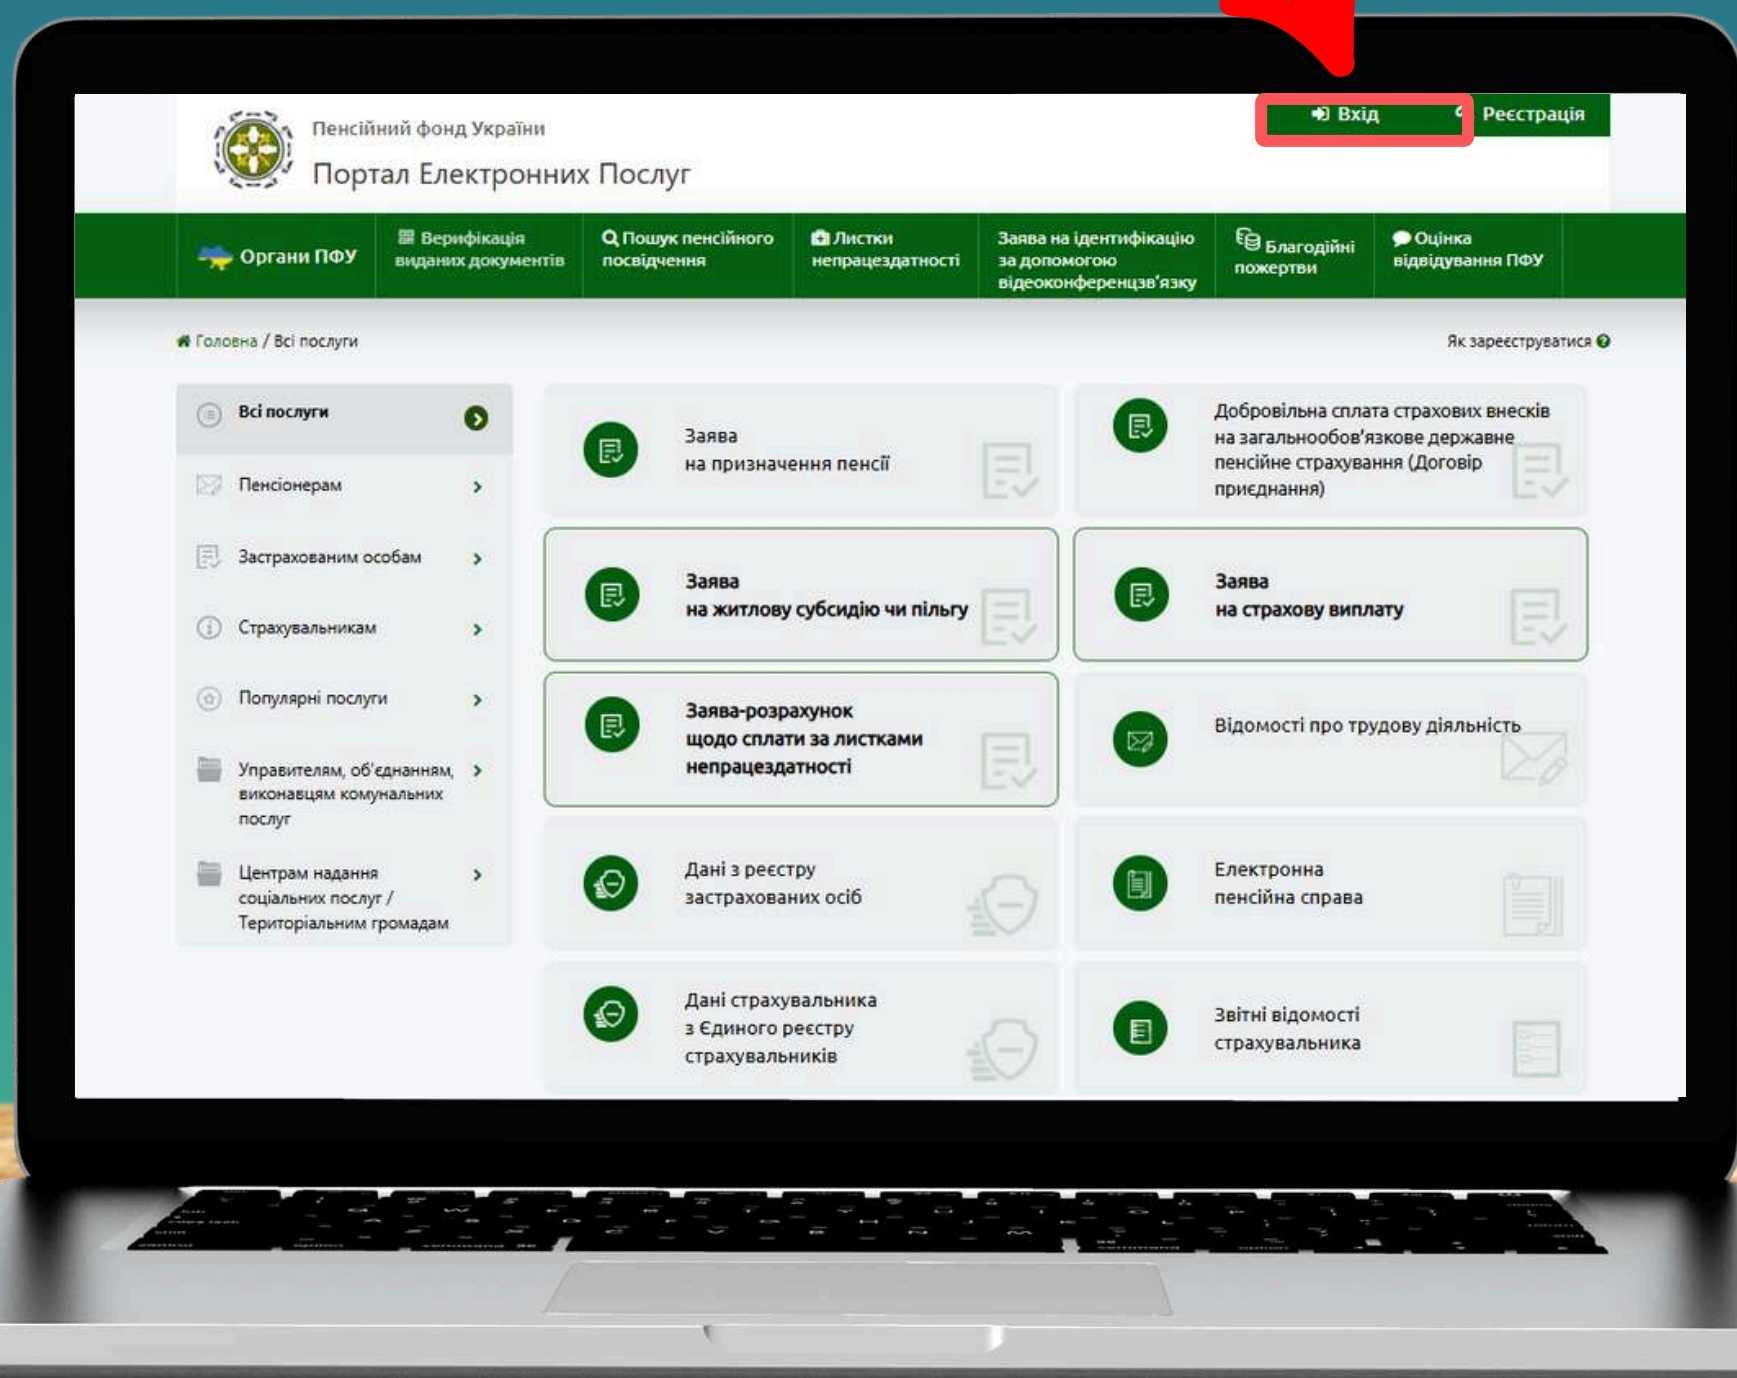 Вхід
Реєстрація
Пенсійний фонд України
Портал Електронних Послуг
Органи ПФУ
Верифікація
виданих документів
Пошук пенсійного
посвідчення
Листки
непрацездатності
Заява на ідентифікацію
за допомогою
відеоконференцзв'язку
Благодійні
пожертви
Оцінка
відвідування ПФУ
Головна / Всі послуги
Як зареєструватися
Всі послуги
Пенсіонерам
Застрахованим особам
Страхувальникам
Популярні послуги
Управителям, об'єднанням,
виконавцям комунальних
послуг
Центрам надання
соціальних послуг /
Територіальним громадам
Заява
на призначення пенсії
Добровільна сплата страхових внесків
на загальнообов'язкове державне
пенсійне страхування (Договір
приєднання)
Заява
на житлову субсидію чи пільгу
Заява
на страхову виплату
Заява-розрахунок
щодо сплати за листками
непрацездатності
Відомості про трудову діяльність
Дані з реєстру
застрахованих осіб
Електронна
пенсійна справа
Дані страхувальника
з Єдиного реєстру
страхувальників
Звітні відомості
страхувальника